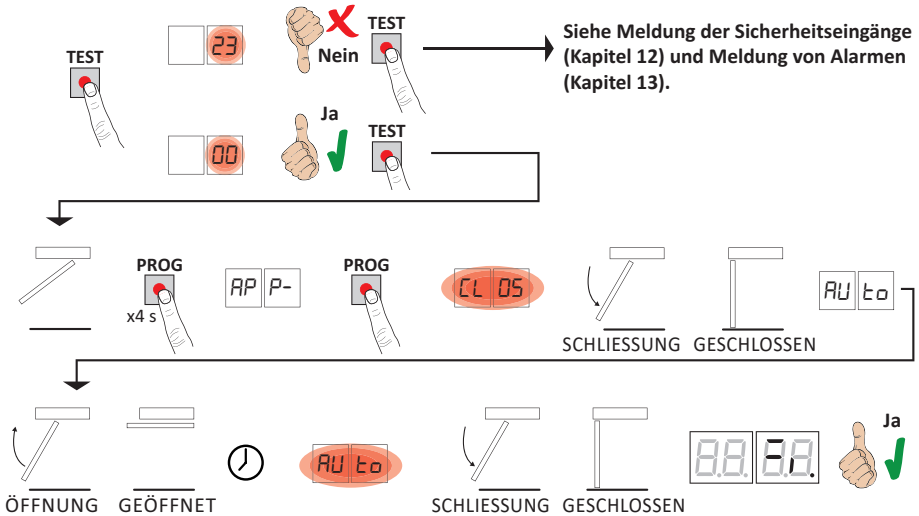 TEST
23
Nein
TEST
Siehe Meldung der Sicherheitseingänge
(Kapitel 12) und Meldung von Alarmen
(Kapitel 13).
00
Ja
TEST
PROG
x4 s
AP P-
PROG
CL OS
SCHLIESSUNG
GESCHLOSSEN
AU to
ÖFFNUNG
GEÖFFNET
AU to
SCHLIESSUNG
GESCHLOSSEN
Ja